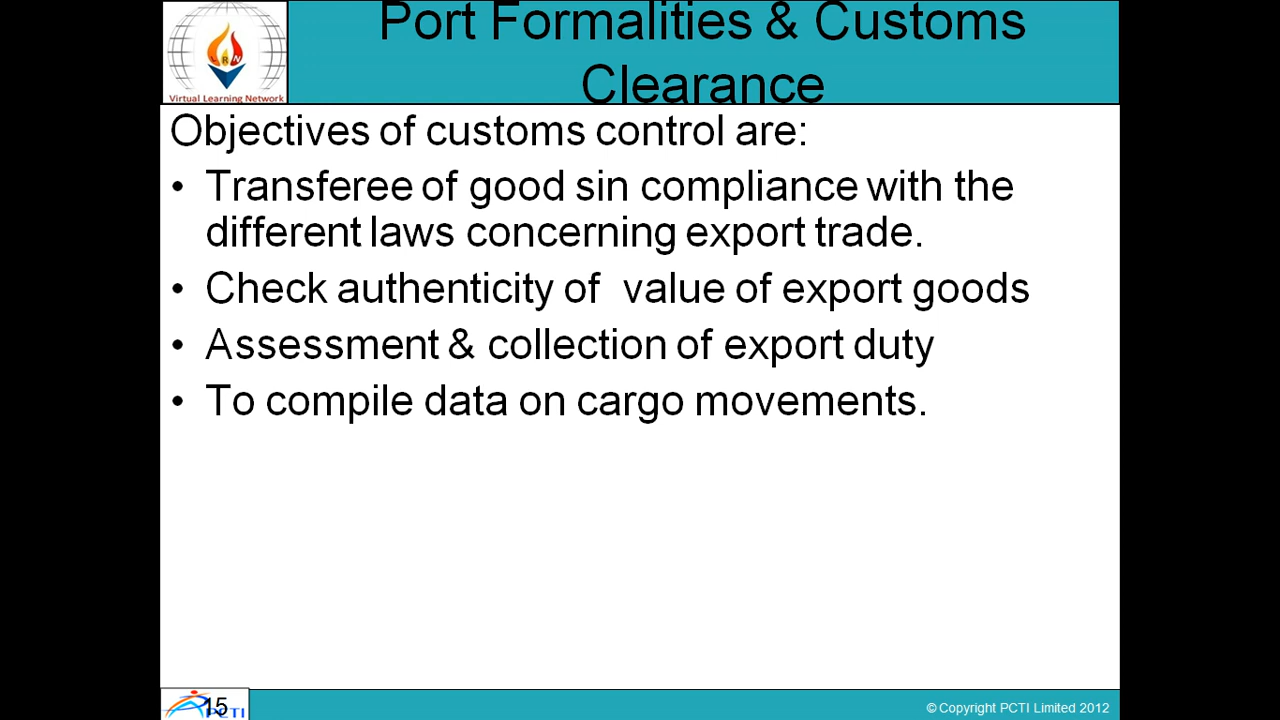 Port Formalities & Customs
Clearance
LRN
Virtual Learning Network
Objectives of customs control are:
• Transferee of good sin compliance with the
different laws concerning export trade.
• Check authenticity of value of export goods
• Assessment & collection of export duty
• To compile data on cargo movements.
15
PCTI
© Copyright PCTI Limited 2012